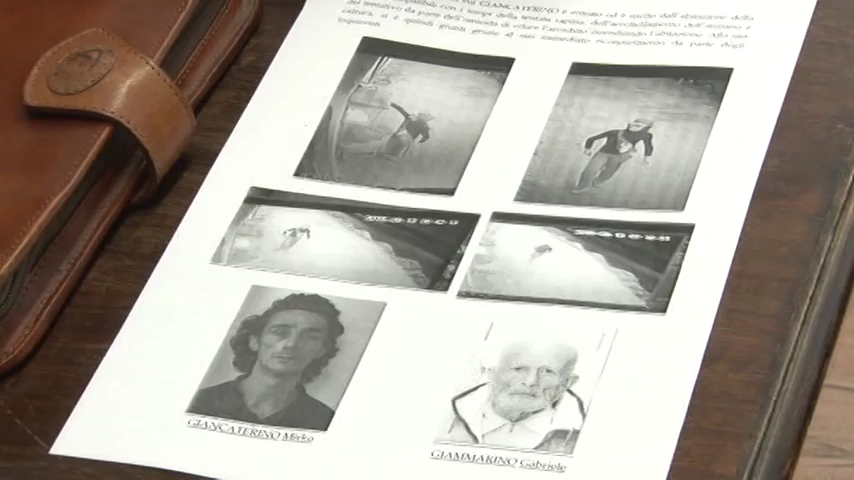 GIANCATERINO è entrato ed è uscito dall'abitazione della
con i tempi della tentata rapina, dell'accoltellamento dell'anziano e
del tentativo da parte dell'omicida di celare l'accaduto incendiando l'abitazione. Alla sua
cattura, si è quindi giunti grazie al suo immediato riconoscimento da parte degli
inquirenti.
GIANCATERINO Mirko
GIAMMARINO Gabriele